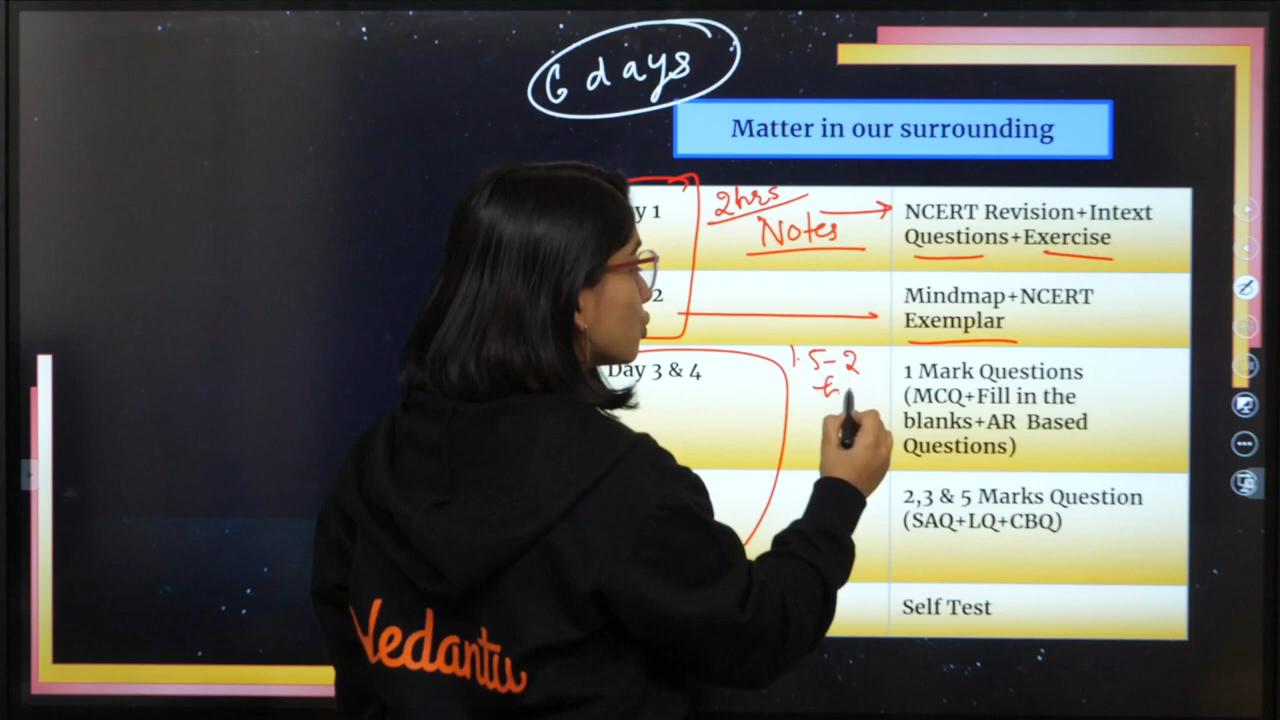 6 days
Matter in our surrounding
y 1
2hrs
Notes
NCERT Revision+Intext
Questions+Exercise
2
Mindmap+NCERT
Exemplar
Day 3 & 4
1.5-2
1 Mark Questions
(MCQ+Fill in the
blanks+AR Based
Questions)
2,3 & 5 Marks Question
(SAQ+LQ+CBQ)
Self Test
Vedantu